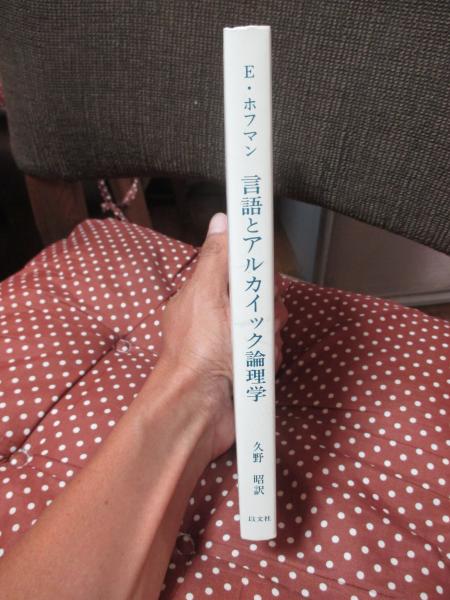 E・ホフマン
言語とアルカイック論理学
久野 昭訳
以文社